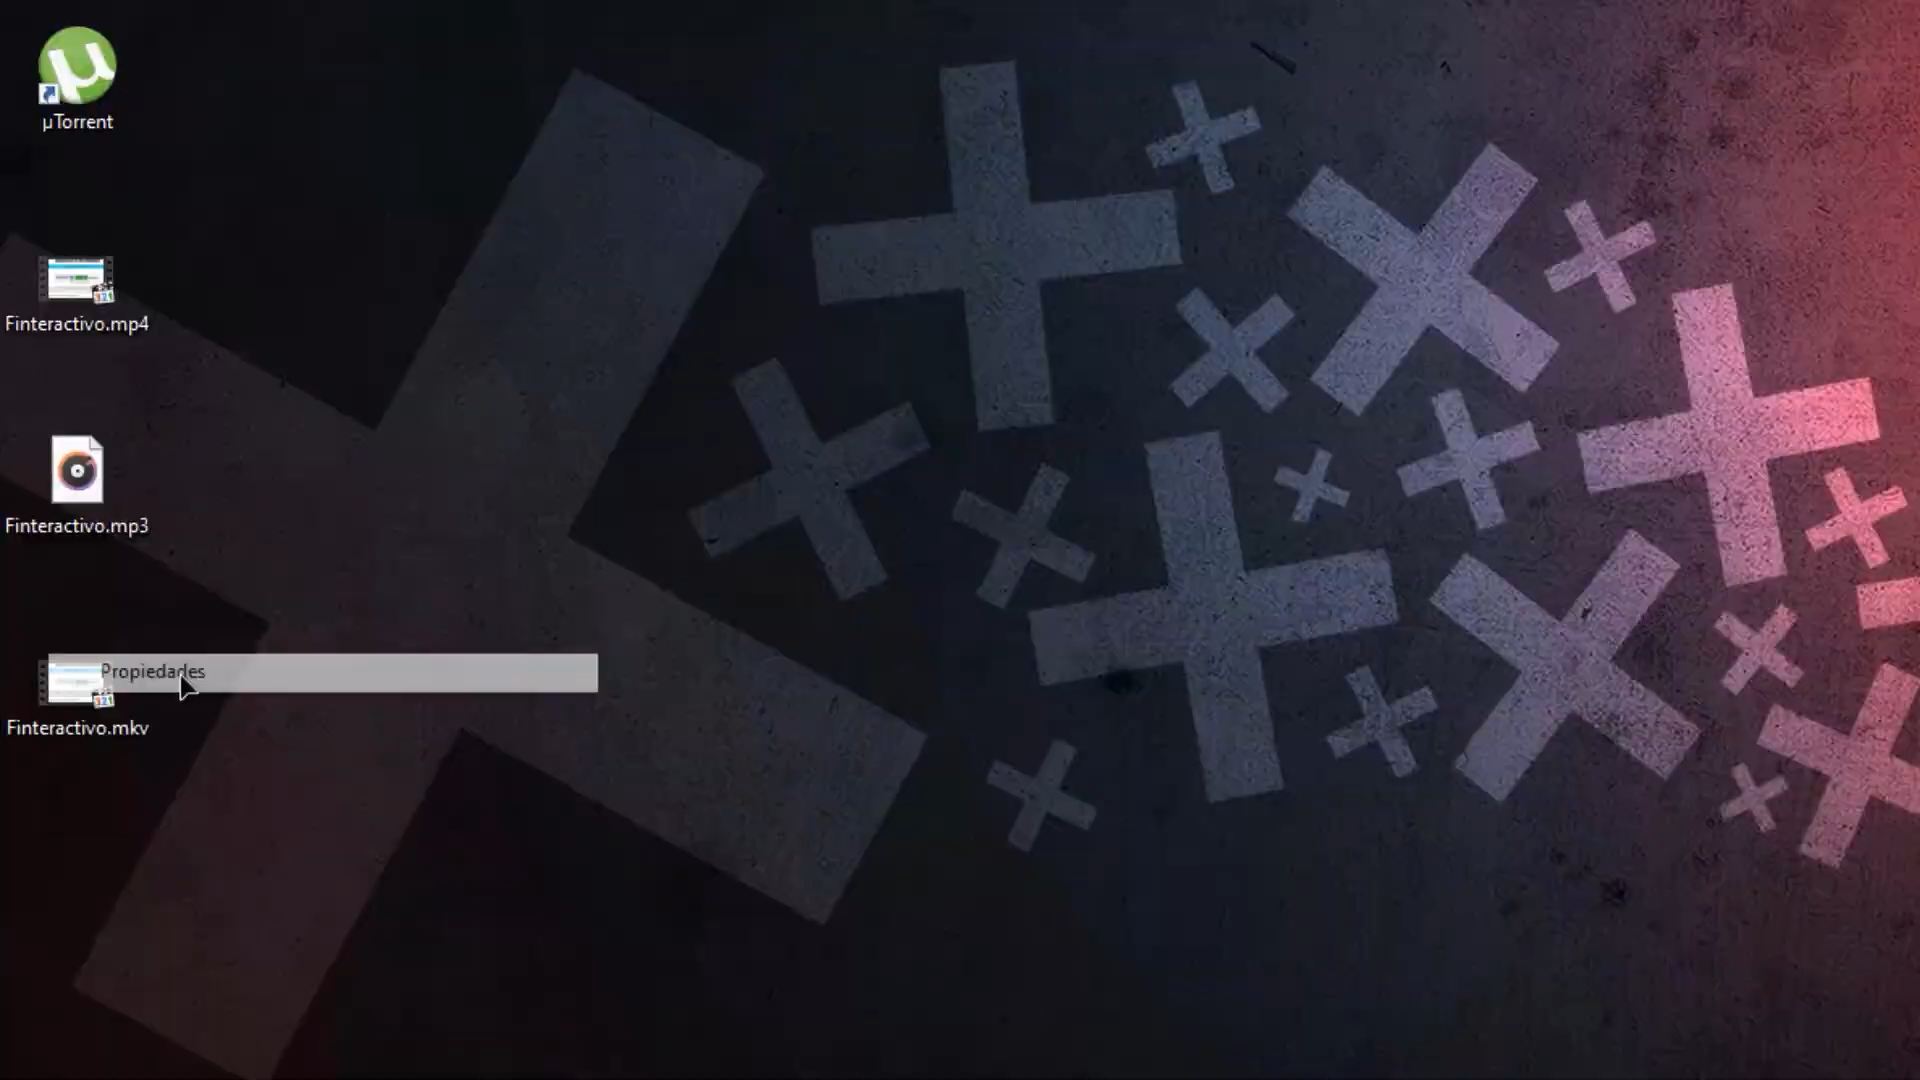 µTorrent
Finteractivo.mp4
Finteractivo.mp3
Propiedades
Finteractivo.mkv